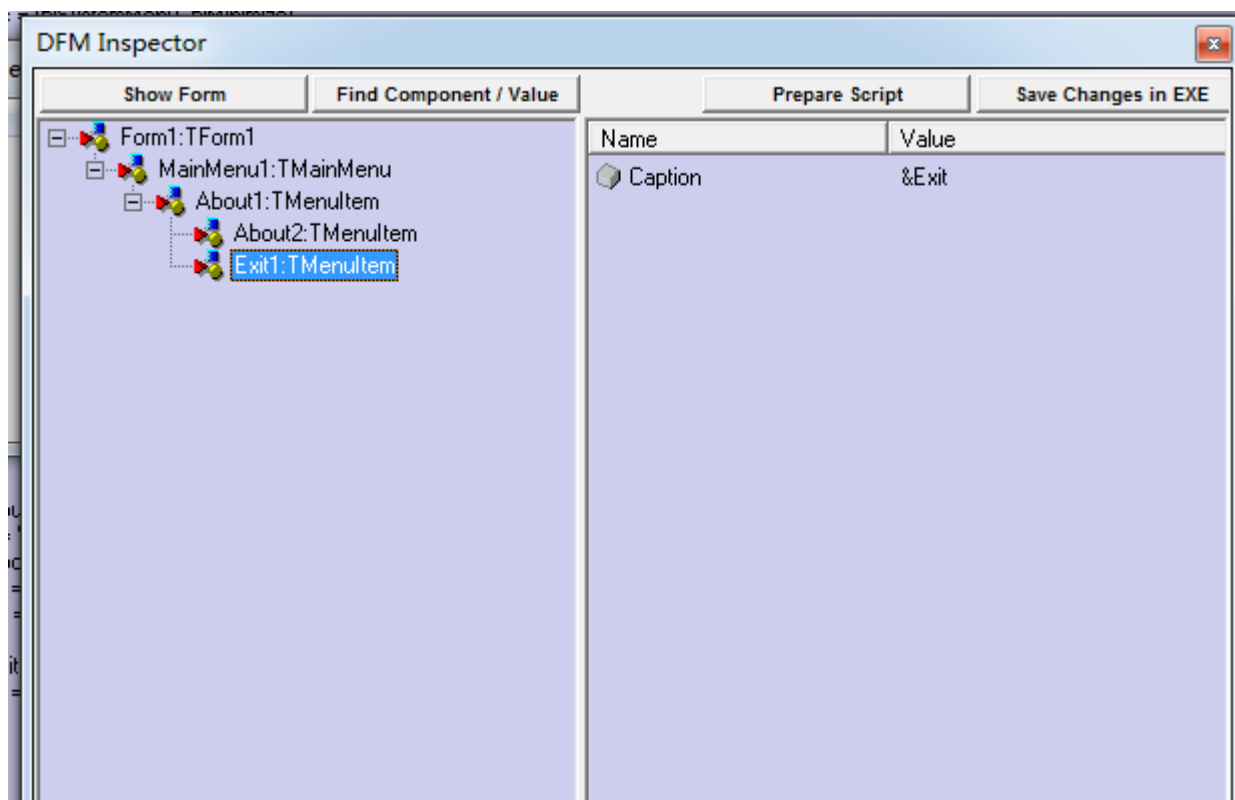 DFM Inspector
Show Form Find Component / Value Prepare Script Save Changes in EXE
Form1:TForm1
MainMenu1:TMainMenu
About1:TMenuItem
About2:TMenuItem
Exit1:TMenuItem
Name Value
Caption &Exit